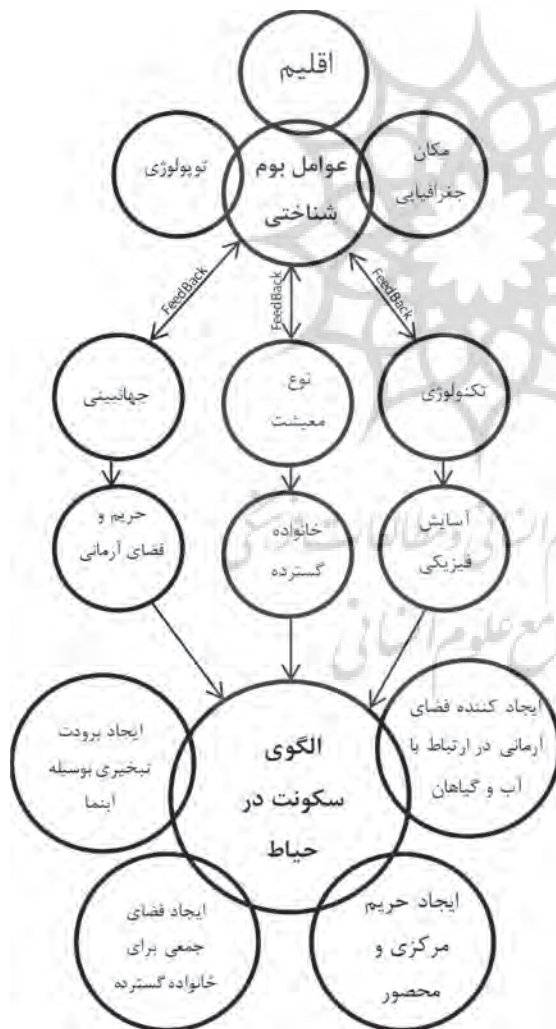 اقلیم
مکان
جغرافیایی
عوامل بوم
شناختی
توپولوژی
FeedBack
FeedBack
FeedBack
تکنولوژی
نوع
معیشت
جهانبینی
آسایش
فیزیکی
خانواده
گسترده
حریم و
فضای آرمانی
الگوی
سکونت در
حیاط
ایجاد کننده فضای
آرمانی در ارتباط با
آب و گیاهان
ایجاد برودت
تبخیری بوسیله
ابنما
ایجاد حریم
مرکزی و
محصور
ایجاد فضای
جمعی برای
خانواده گسترده
علوم انسانی